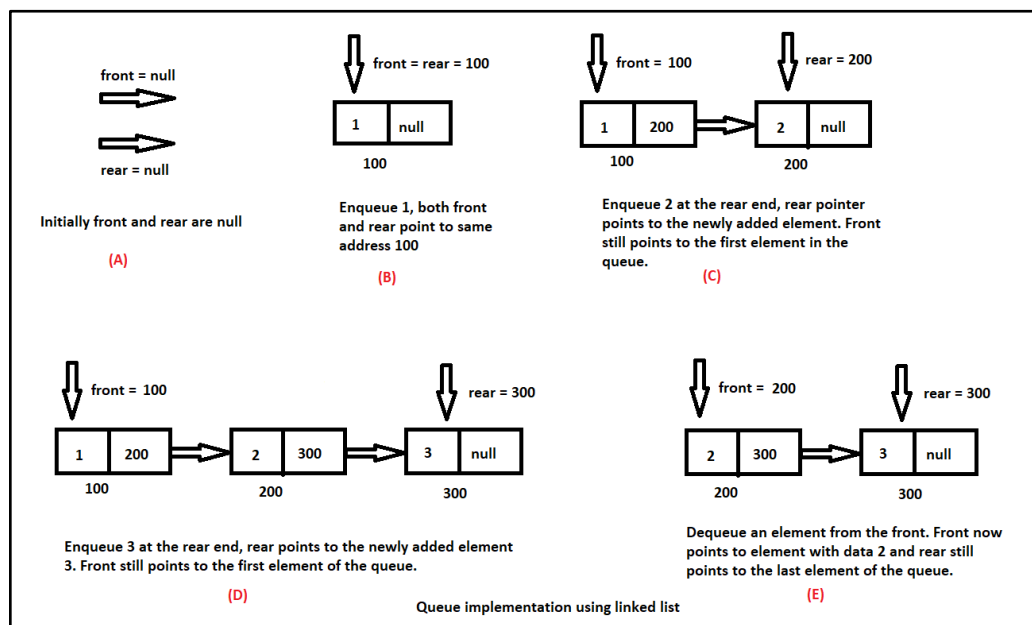 front = null
rear = null
Initially front and rear are null
(A)
front = rear = 100
1 null
100
Enqueue 1, both front
and rear point to same
address 100
(B)
front = 100
rear = 200
1 200
2 null
100
200
Enqueue 2 at the rear end, rear pointer
points to the newly added element. Front
still points to the first element in the
queue.
(C)
front = 100
rear = 300
1 200
2 300
3 null
100
200
300
Enqueue 3 at the rear end, rear points to the newly added element
3. Front still points to the first element of the queue.
(D)
front = 200
rear = 300
2 300
3 null
200
300
Dequeue an element from the front. Front now
points to element with data 2 and rear still
points to the last element of the queue.
(E)
Queue implementation using linked list